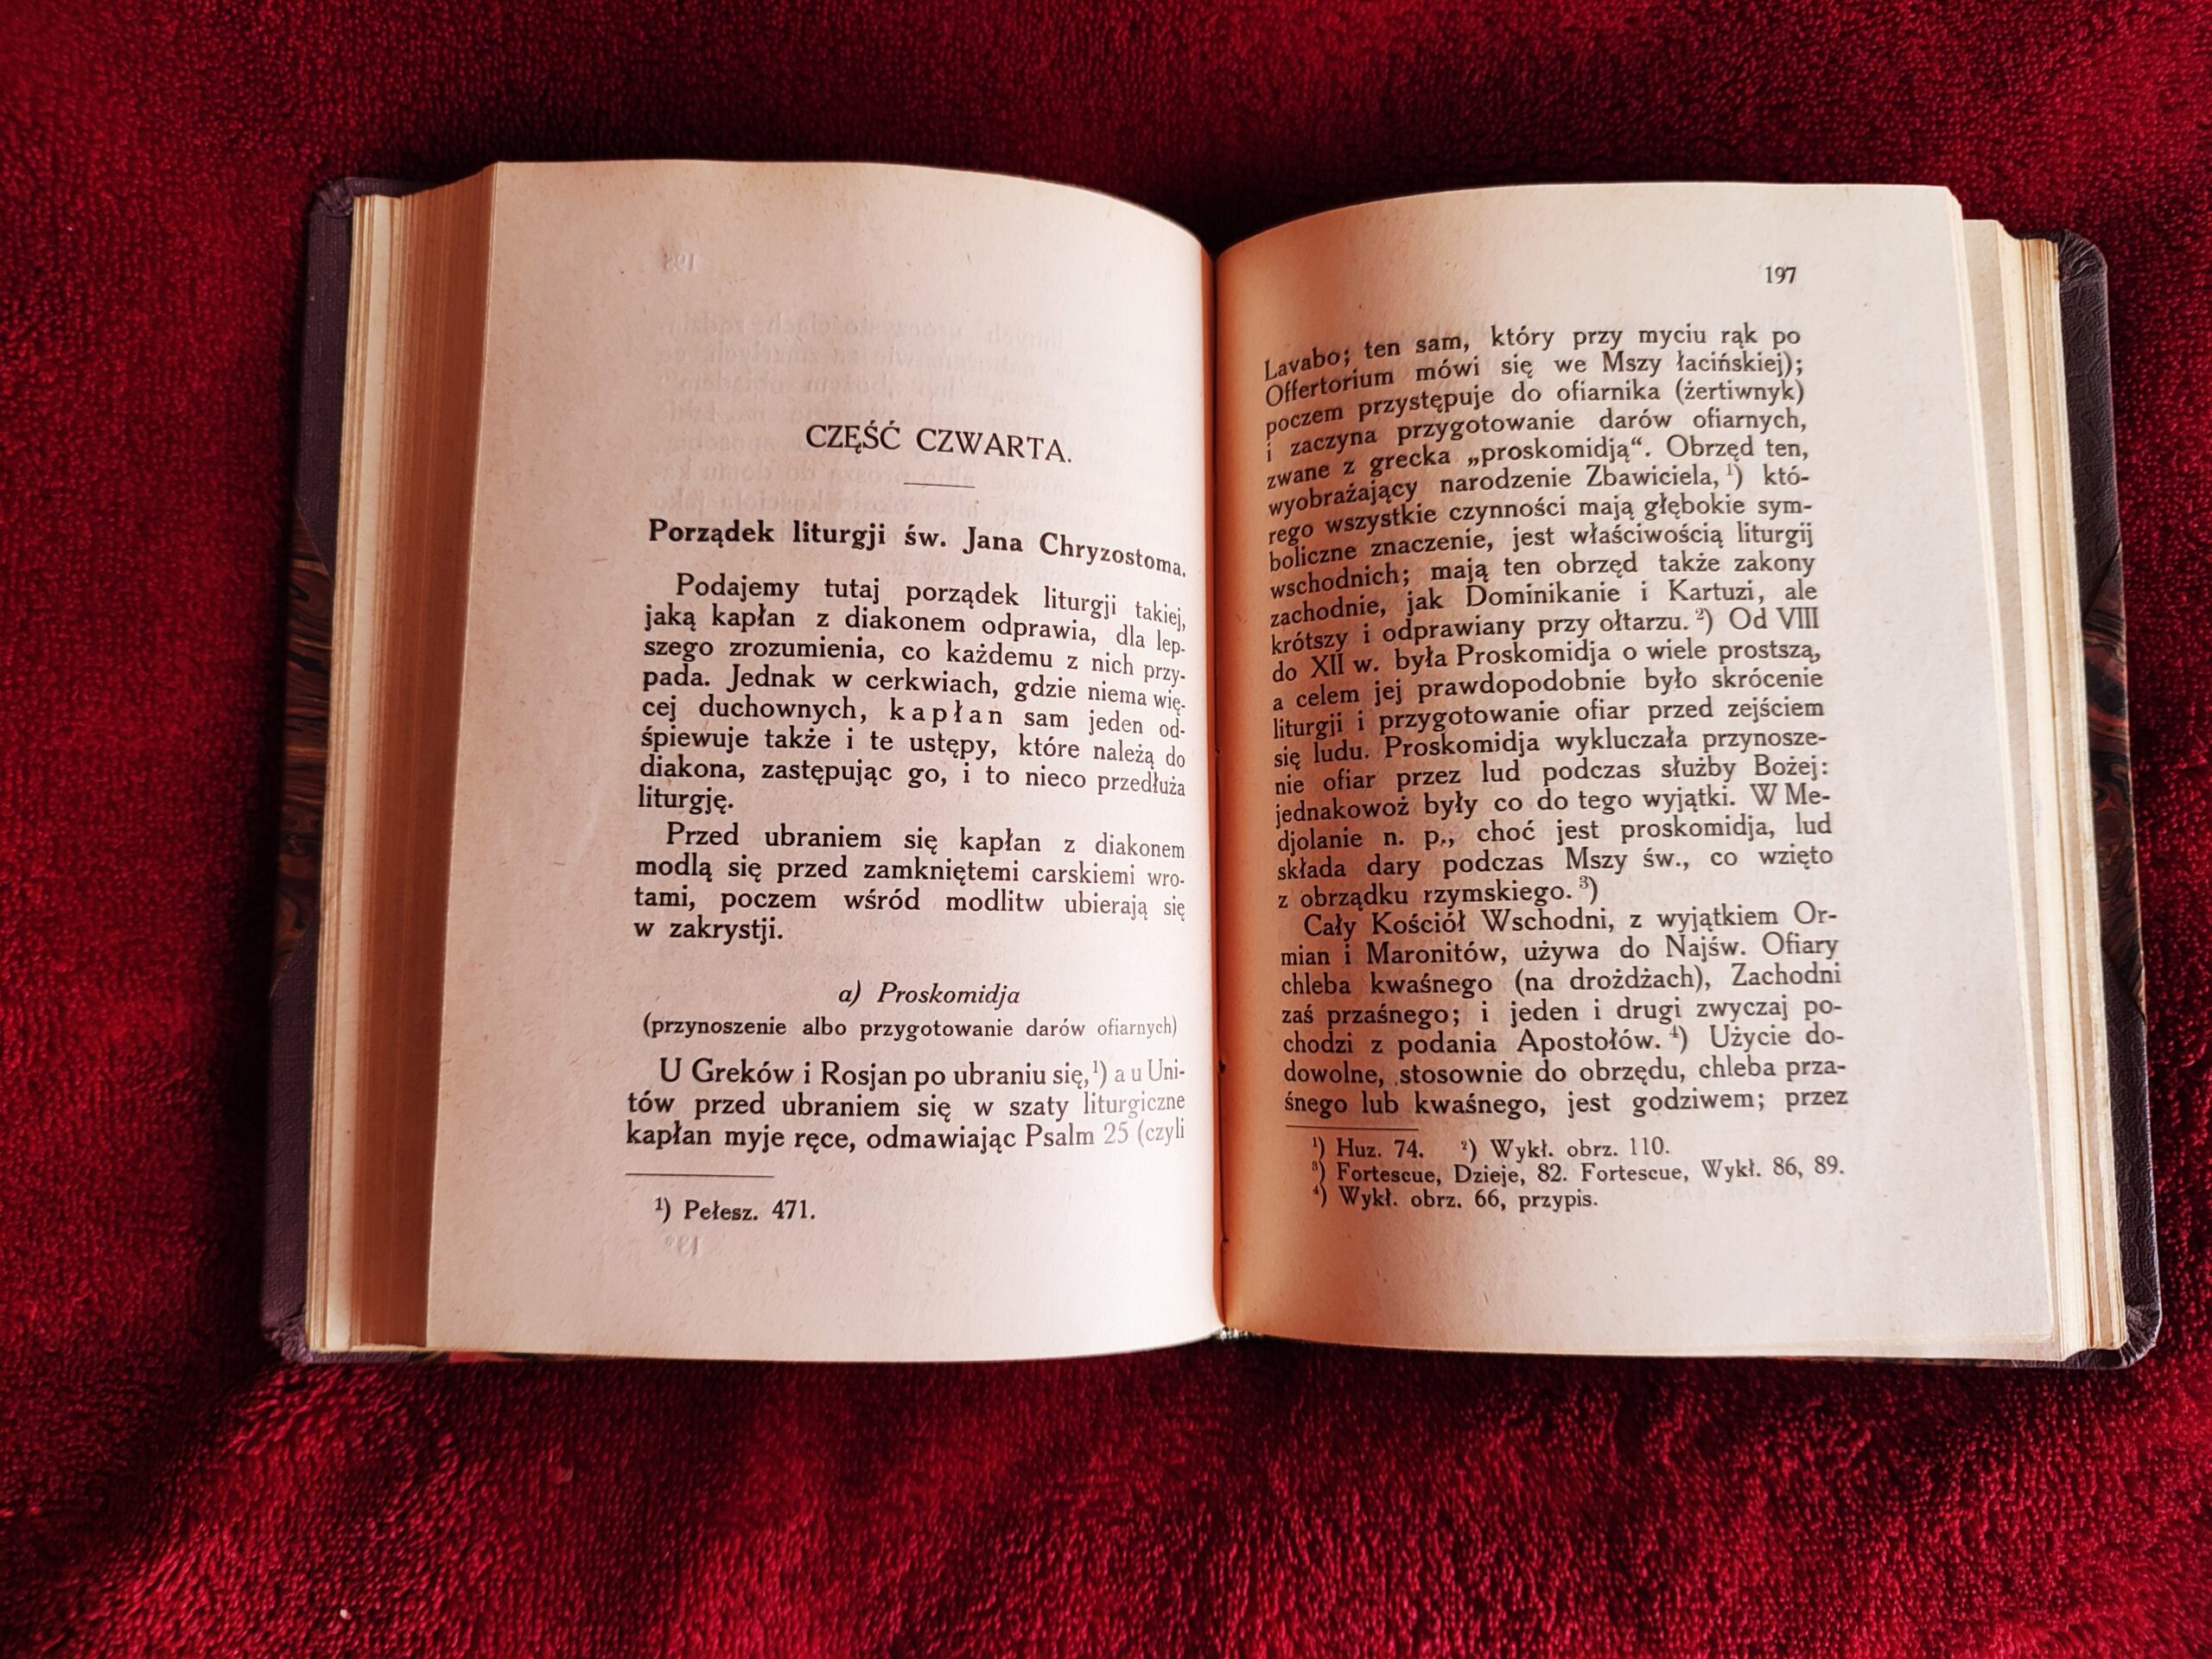 CZĘŚĆ CZWARTA.
Porządek liturgji św. Jana Chryzostoma.
Podajemy tutaj porządek liturgji takiej,
jaką kapłan z diakonem odprawia, dla lep-
szego zrozumienia, co każdemu z nich przy-
pada. Jednak w cerkwiach, gdzie niema wię-
cej duchownych, kapłan sam jeden od-
śpiewuje także i te ustępy, które należą do
diakona, zastępując go, i to nieco przedłuża
liturgję.
Przed ubraniem się kapłan z diakonem
modlą się przed zamkniętemi carskiemi wro-
tami, poczem wśród modlitw ubierają się
w zakrystji.
a) Proskomidja
(przynoszenie albo przygotowanie darów ofiarnych)
U Greków i Rosjan po ubraniu się,¹) a u Uni-
tów przed ubraniem się w szaty liturgiczne
kapłan myje ręce, odmawiając Psalm 25 (czyli
¹) Pełesz. 471.
197
Lavabo; ten sam, który przy myciu rąk po
Offertorium mówi się we Mszy łacińskiej);
poczem przystępuje do ofiarnika (żertiwnyk)
i zaczyna przygotowanie darów ofiarnych,
zwane z grecka „proskomidją“. Obrzęd ten,
wyobrażający narodzenie Zbawiciela,¹) któ-
rego wszystkie czynności mają głębokie sym-
boliczne znaczenie, jest właściwością liturgij
wschodnich; mają ten obrzęd także zakony
zachodnie, jak Dominikanie i Kartuzi, ale
krótszy i odprawiany przy ołtarzu.²) Od VIII
do XII w. była Proskomidja o wiele prostszą,
a celem jej prawdopodobnie było skrócenie
liturgji i przygotowanie ofiar przed zejściem
się ludu. Proskomidja wykluczała przynosze-
nie ofiar przez lud podczas służby Bożej:
jednakowoż były co do tego wyjątki. W Me-
djolanie n. p., choć jest proskomidja, lud
składa dary podczas Mszy św., co wzięto
z obrządku rzymskiego.³)
Cały Kościół Wschodni, z wyjątkiem Or-
mian i Maronitów, używa do Najśw. Ofiary
chleba kwaśnego (na drożdżach), Zachodni
zaś przaśnego; i jeden i drugi zwyczaj po-
chodzi z podania Apostołów.⁴) Użycie do-
dowolne, stosownie do obrzędu, chleba prza-
śnego lub kwaśnego, jest godziwem; przez
¹) Huz. 74. ²) Wykł. obrz. 110.
³) Fortescue, Dzieje, 82. Fortescue, Wykł. 86, 89.
⁴) Wykł. obrz. 66, przypis.